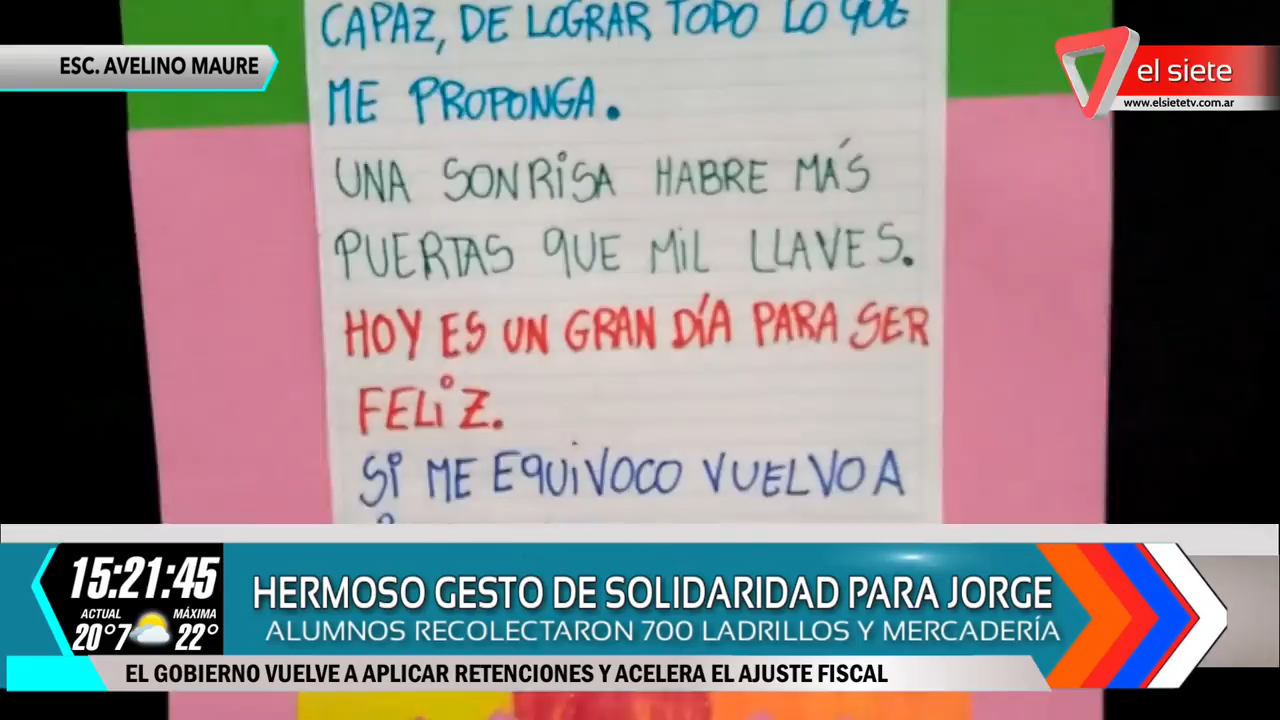 CAPAZ, DE LOGRAR TODO LO QUE
ME PROPONGA.
UNA SONRISA HABRE MÁS
PUERTAS QUE MIL LLAVES.
HOY ES UN GRAN DÍA PARA SER
FELIZ.
SI ME EQUIVOCO VUELVO A
ESC. AVELINO MAURE
el siete
www.elsietetv.com.ar
15:21:45
ACTUAL
20°7
MÁXIMA
22°
HERMOSO GESTO DE SOLIDARIDAD PARA JORGE
ALUMNOS RECOLECTARON 700 LADRILLOS Y MERCADERÍA
EL GOBIERNO VUELVE A APLICAR RETENCIONES Y ACELERA EL AJUSTE FISCAL